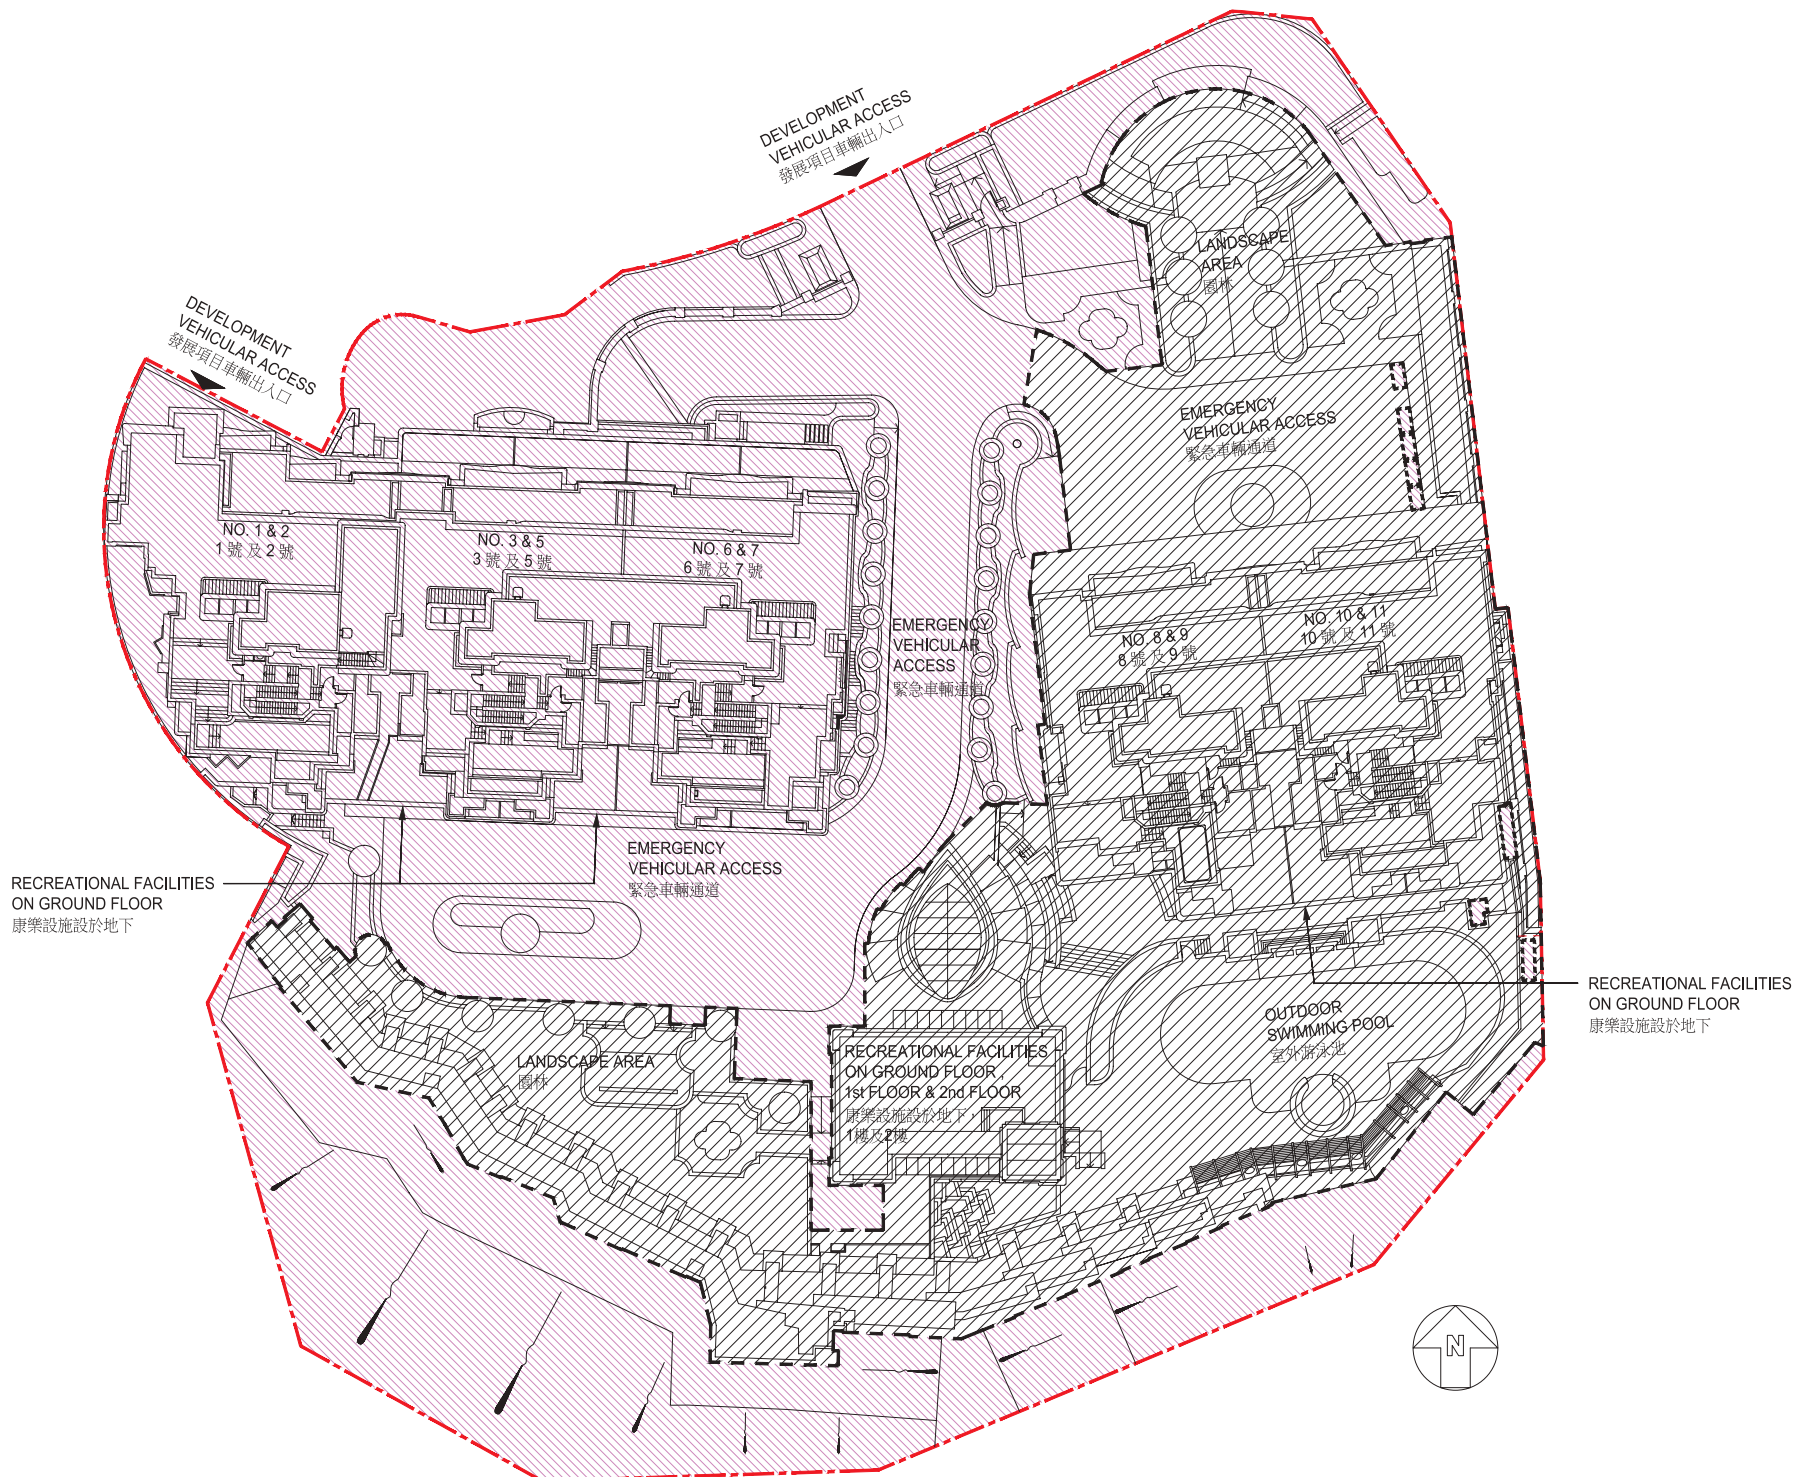 DEVELOPMENT
VEHICULAR ACCESS
發展項目車輛出入口
DEVELOPMENT
VEHICULAR ACCESS
發展項目車輛出入口
LANDSCAPE
AREA
園林
EMERGENCY
VEHICULAR ACCESS
緊急車輛通道
NO. 1 & 2
1 號 及 2 號
NO. 3 & 5
3 號 及 5 號
NO. 6 & 7
6 號 及 7 號
EMERGENCY
VEHICULAR
ACCESS
緊急車輛通道
NO. 8 & 9
8 號 及 9 號
NO. 10 & 11
10 號 及 11 號
EMERGENCY
VEHICULAR ACCESS
緊急車輛通道
RECREATIONAL FACILITIES
ON GROUND FLOOR
康樂設施設於地下
RECREATIONAL FACILITIES
ON GROUND FLOOR
康樂設施設於地下
OUTDOOR
SWIMMING POOL
室外游泳池
LANDSCAPE AREA
園林
RECREATIONAL FACILITIES
ON GROUND FLOOR ,
1st FLOOR & 2nd FLOOR
康樂設施設於地下,
1樓及2樓
N